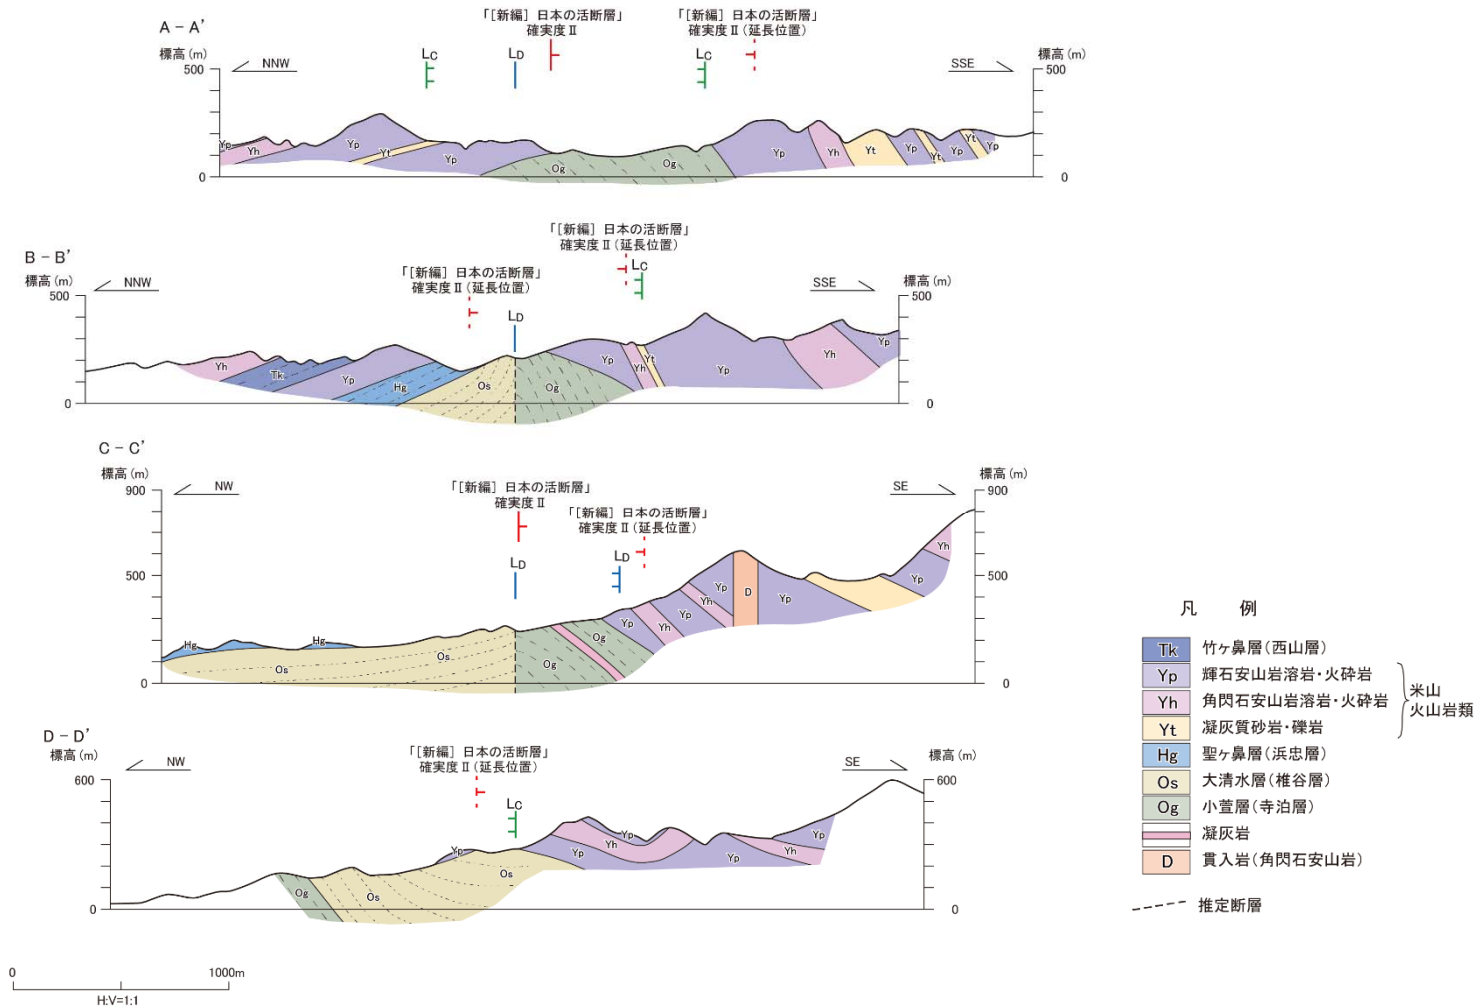 A－A’
「[新編] 日本の活断層」
確実度Ⅱ
「[新編] 日本の活断層」
確実度Ⅱ(延長位置)
標高(m)
NNW
LC
LD
LC
SSE
標高(m)
500
500
Yp
Yh
Yp
Yt
Yp
Og
Og
Yp
Yh
Yt
Yp
Yt
Yp
Yt
Yp
0
0
B－B’
「[新編] 日本の活断層」
確実度Ⅱ(延長位置)
「[新編] 日本の活断層」
確実度Ⅱ(延長位置)
標高(m)
NNW
LD
LC
SSE
標高(m)
500
500
Yh
Tk
Yp
Hg
Os
Og
Yp
Yh
Yt
Yp
Yh
Yp
0
0
C－C’
「[新編] 日本の活断層」
確実度Ⅱ
「[新編] 日本の活断層」
確実度Ⅱ(延長位置)
標高(m)
NW
LD
LD
SE
標高(m)
900
900
500
500
Hg
Hg
Os
Os
Og
Og
Yp
Yh
Yp
Yh
Yp
D
Yp
Yp
Yh
0
0
D－D’
「[新編] 日本の活断層」
確実度Ⅱ(延長位置)
標高(m)
NW
LC
SE
標高(m)
600
600
Og
Os
Yp
Os
Yp
Yh
Yp
Yp
Yh
Yp
0
0
0
1000m
H:V=1:1
凡　例
Tk 竹ヶ鼻層(西山層)
Yp 輝石安山岩溶岩・火砕岩
Yh 角閃石安山岩溶岩・火砕岩
Yt 凝灰質砂岩・礫岩
米山
火山岩類
Hg 聖ヶ鼻層(浜忠層)
Os 大清水層(椎谷層)
Og 小萱層(寺泊層)
凝灰岩
D 貫入岩(角閃石安山岩)
推定断層